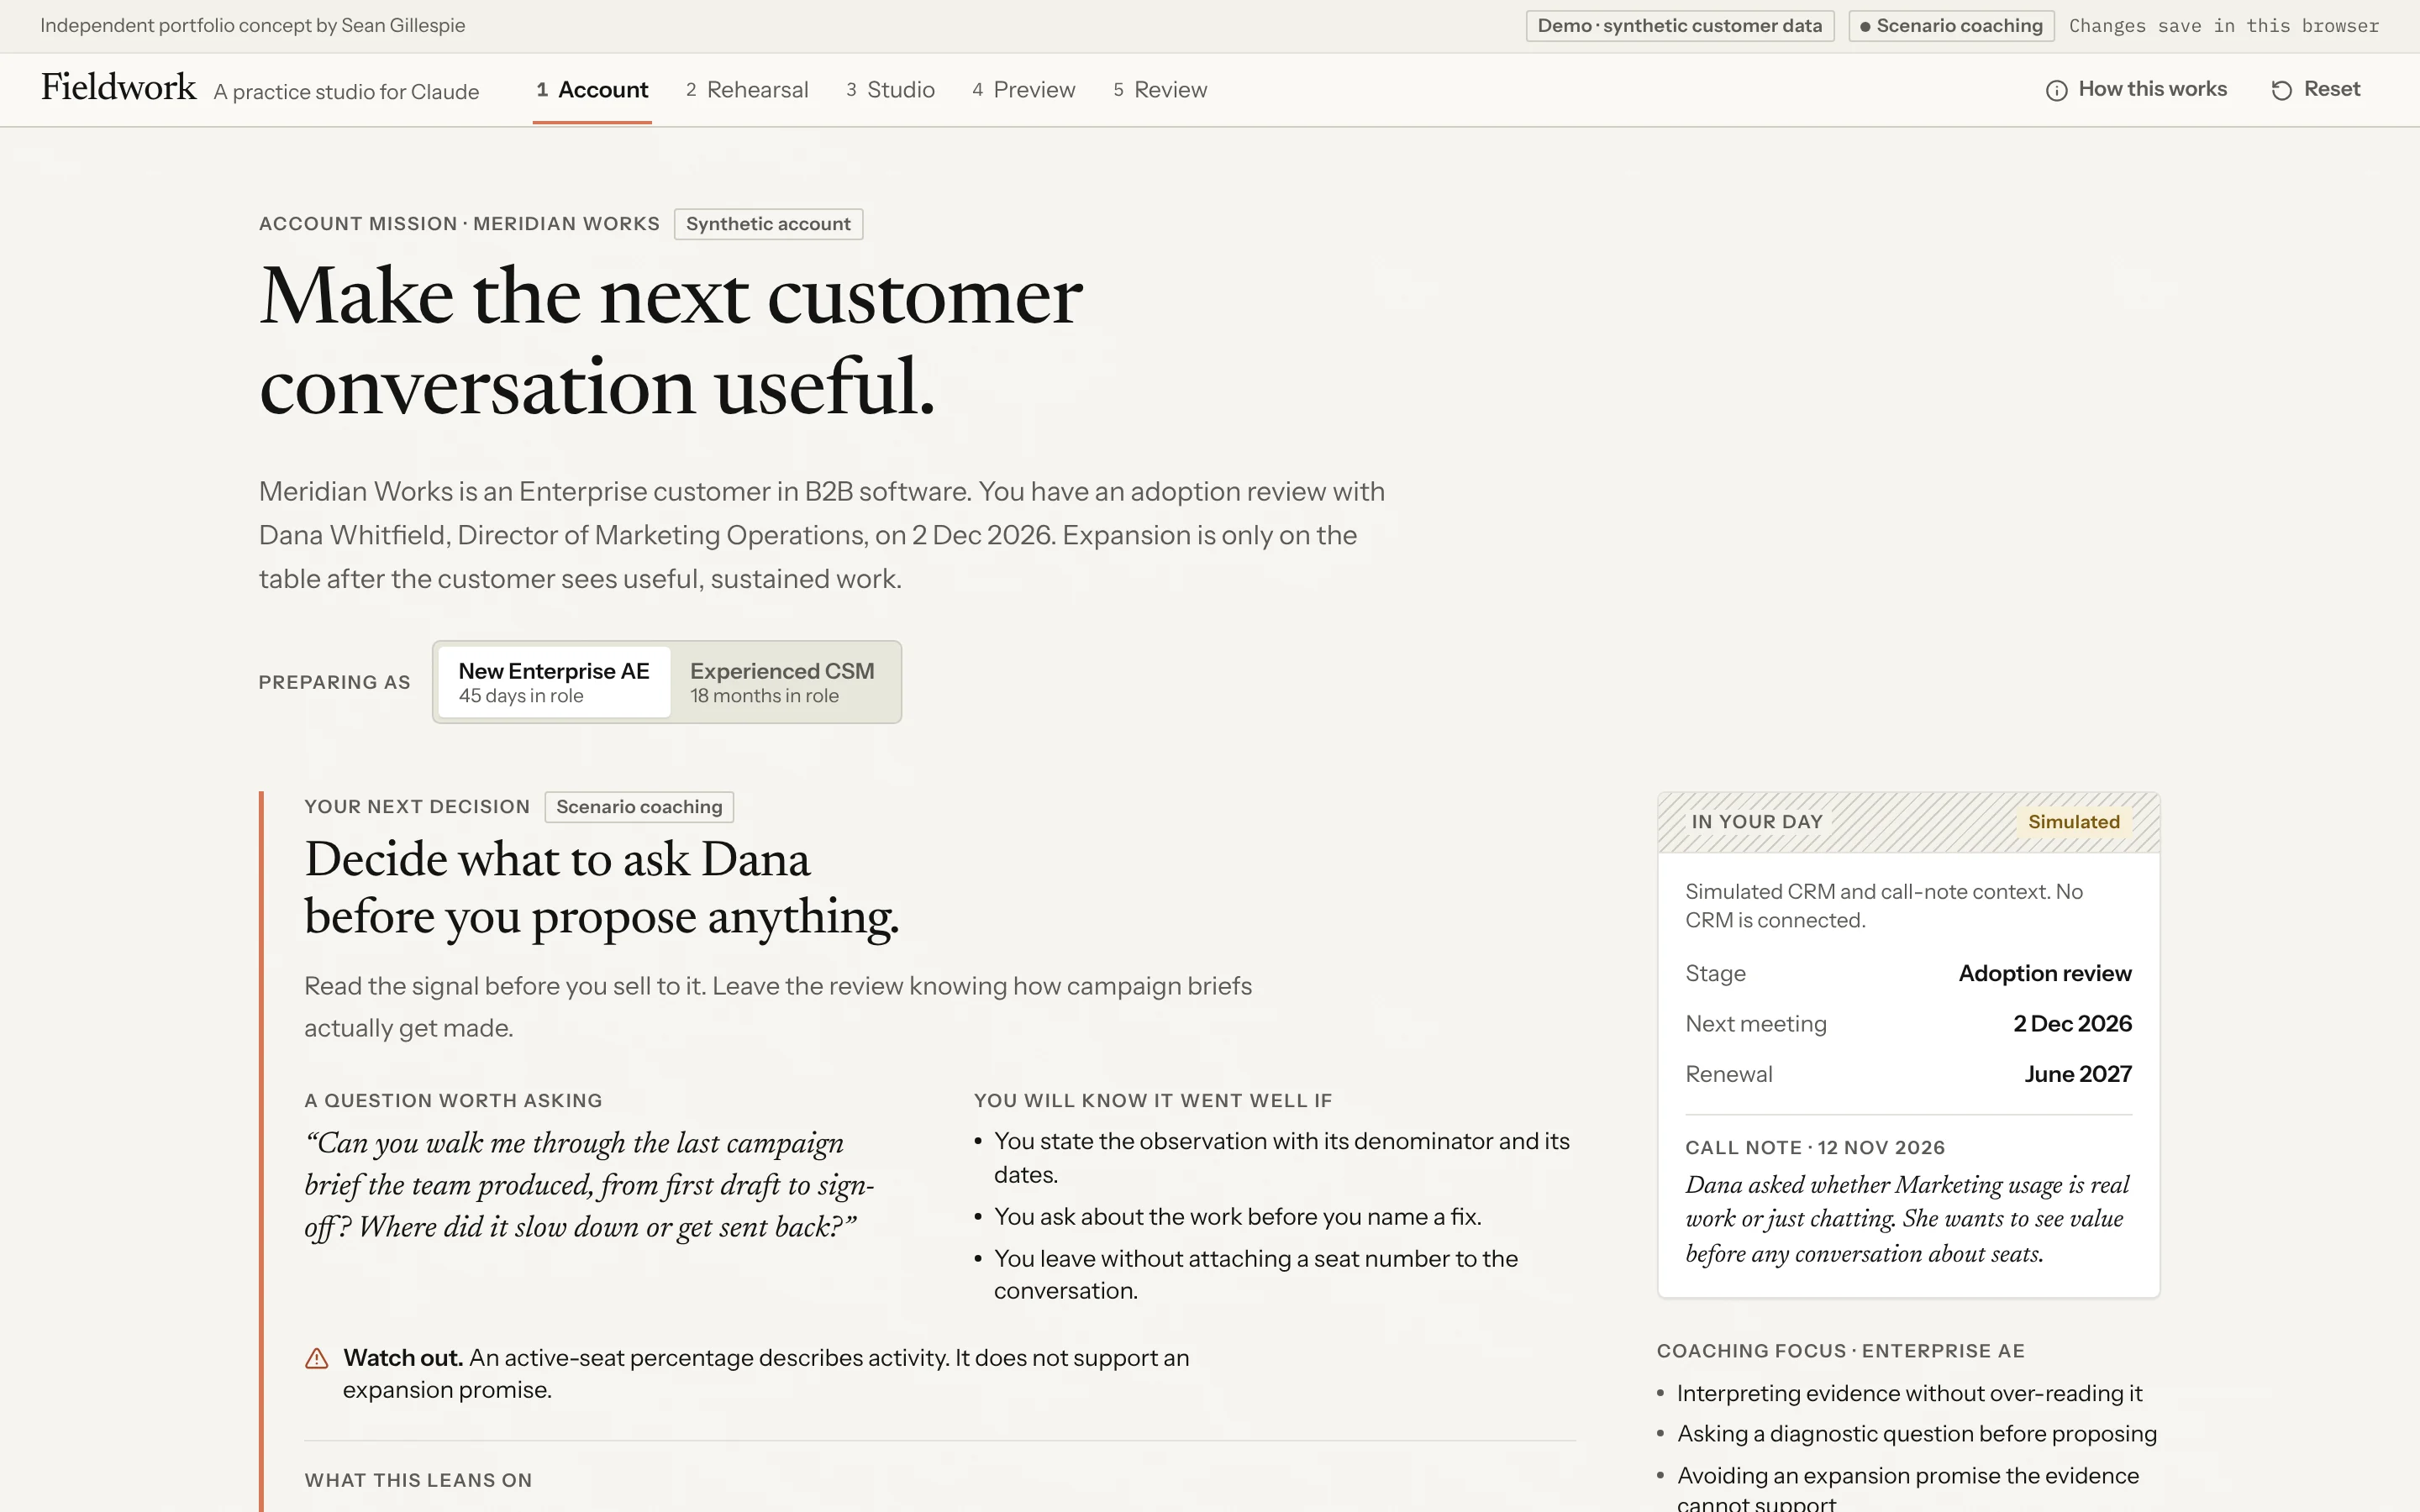 Independent portfolio concept by Sean Gillespie
Demo · synthetic customer data
Scenario coaching
Changes save in this browser
Fieldwork
A practice studio for Claude
1 Account
2 Rehearsal
3 Studio
4 Preview
5 Review
How this works
Reset
ACCOUNT MISSION · MERIDIAN WORKS
Synthetic account
Make the next customer
conversation useful.
Meridian Works is an Enterprise customer in B2B software. You have an adoption review with
Dana Whitfield, Director of Marketing Operations, on 2 Dec 2026. Expansion is only on the
table after the customer sees useful, sustained work.
PREPARING AS
New Enterprise AE
45 days in role
Experienced CSM
18 months in role
YOUR NEXT DECISION
Scenario coaching
Decide what to ask Dana
before you propose anything.
Read the signal before you sell to it. Leave the review knowing how campaign briefs
actually get made.
A QUESTION WORTH ASKING
“Can you walk me through the last campaign
brief the team produced, from first draft to sign-
off? Where did it slow down or get sent back?”
YOU WILL KNOW IT WENT WELL IF
• You state the observation with its denominator and its
dates.
• You ask about the work before you name a fix.
• You leave without attaching a seat number to the
conversation.
Watch out. An active-seat percentage describes activity. It does not support an
expansion promise.
WHAT THIS LEANS ON
IN YOUR DAY
Simulated
Simulated CRM and call-note context. No
CRM is connected.
Stage
Adoption review
Next meeting
2 Dec 2026
Renewal
June 2027
CALL NOTE · 12 NOV 2026
Dana asked whether Marketing usage is real
work or just chatting. She wants to see value
before any conversation about seats.
COACHING FOCUS · ENTERPRISE AE
• Interpreting evidence without over-reading it
• Asking a diagnostic question before proposing
• Avoiding an expansion promise the evidence
cannot support